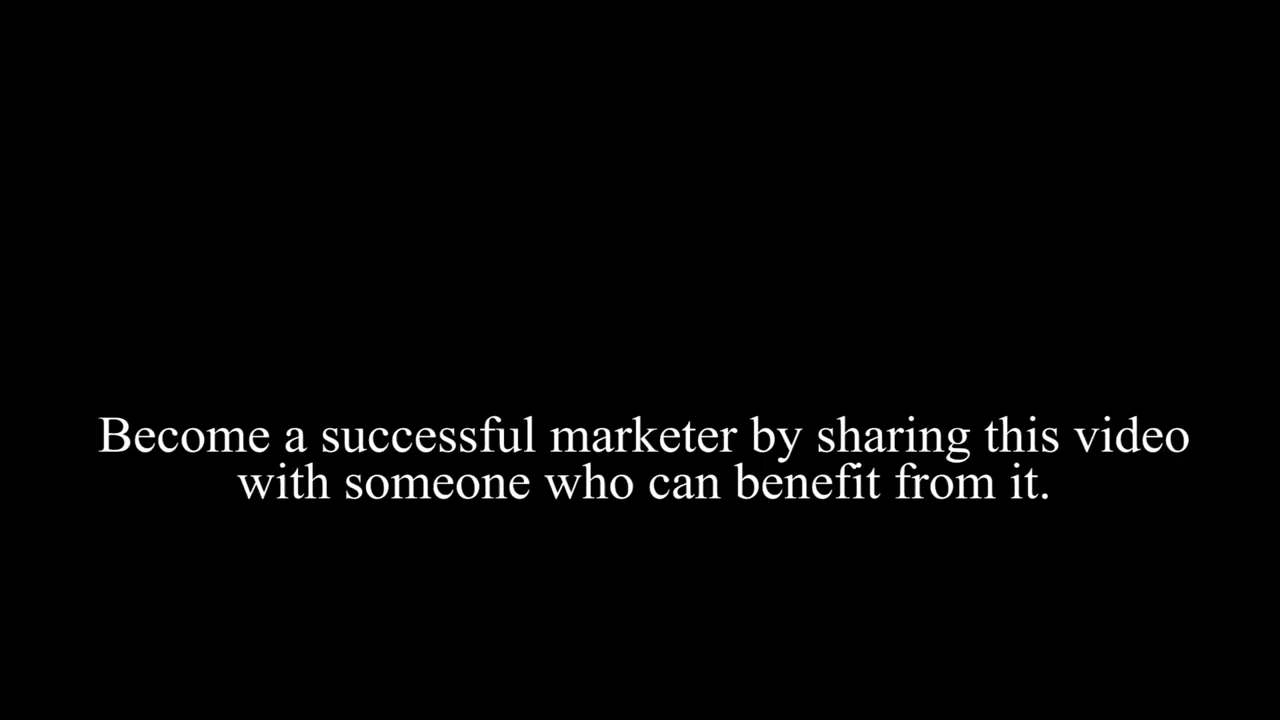 Become a successful marketer by sharing this video
with someone who can benefit from it.